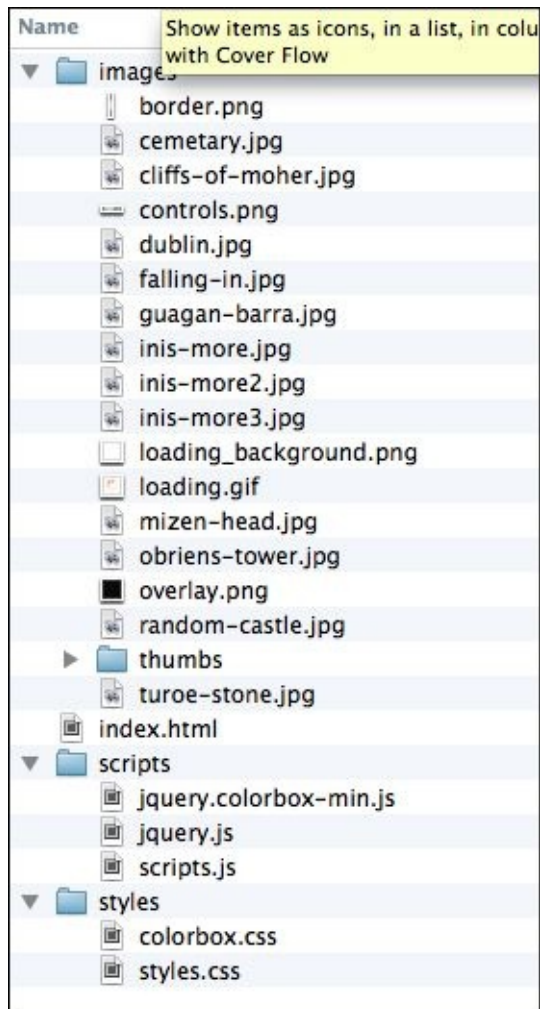 Name
Show items as icons, in a list, in colu
with Cover Flow
images
border.png
cemetary.jpg
cliffs-of-moher.jpg
controls.png
dublin.jpg
falling-in.jpg
guagan-barra.jpg
inis-more.jpg
inis-more2.jpg
inis-more3.jpg
loading_background.png
loading.gif
mizen-head.jpg
obriens-tower.jpg
overlay.png
random-castle.jpg
thumbs
turoe-stone.jpg
index.html
scripts
jquery.colorbox-min.js
jquery.js
scripts.js
styles
colorbox.css
styles.css